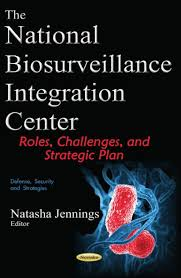 The
National
Biosurveillance
Integration
Center
Roles, Challenges, and
Strategic Plan
Defense, Security
and Strategies
Natasha Jennings
Editor